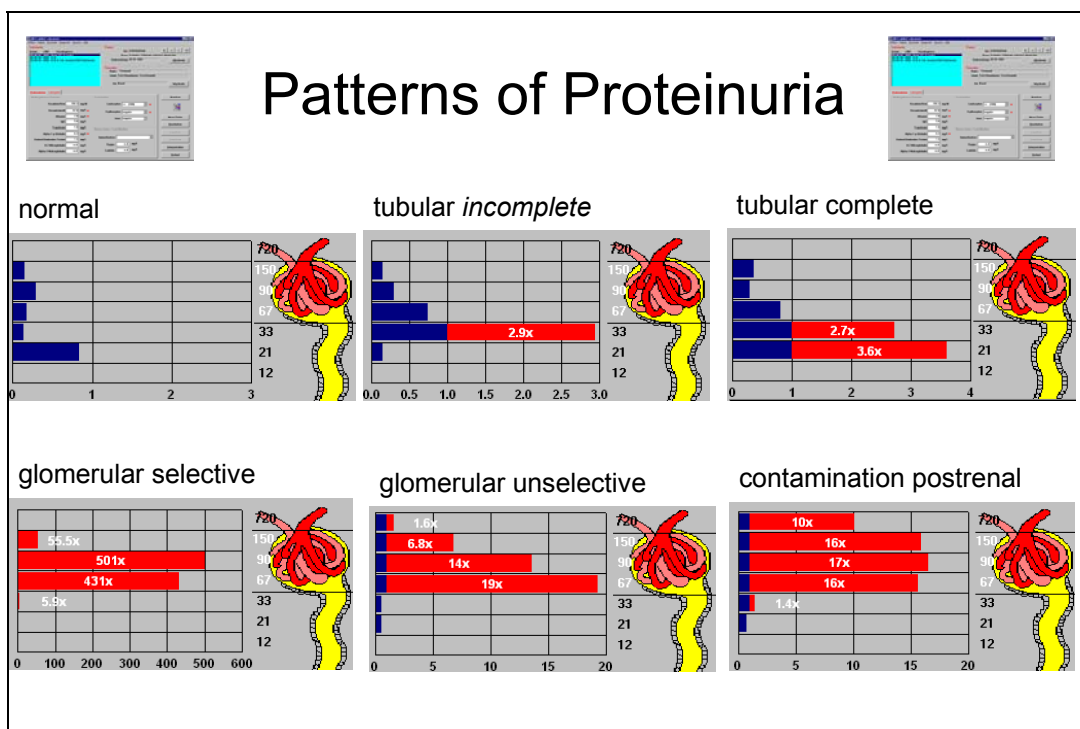 Patterns of Proteinuria
normal
720
150
90
67
33
21
12
0 1 2 3
tubular incomplete
720
150
90
67
2.9x 33
21
12
0.0 0.5 1.0 1.5 2.0 2.5 3.0
tubular complete
720
150
90
67
2.7x 33
3.6x 21
12
0 1 2 3 4
glomerular selective
720
55.5x 150
501x 90
431x 67
5.9x 33
21
12
0 100 200 300 400 500 600
glomerular unselective
1.6x 720
6.8x 150
14x 90
19x 67
33
21
12
0 5 10 15 20
contamination postrenal
10x 720
16x 150
17x 90
16x 67
1.4x 33
21
12
0 5 10 15 20